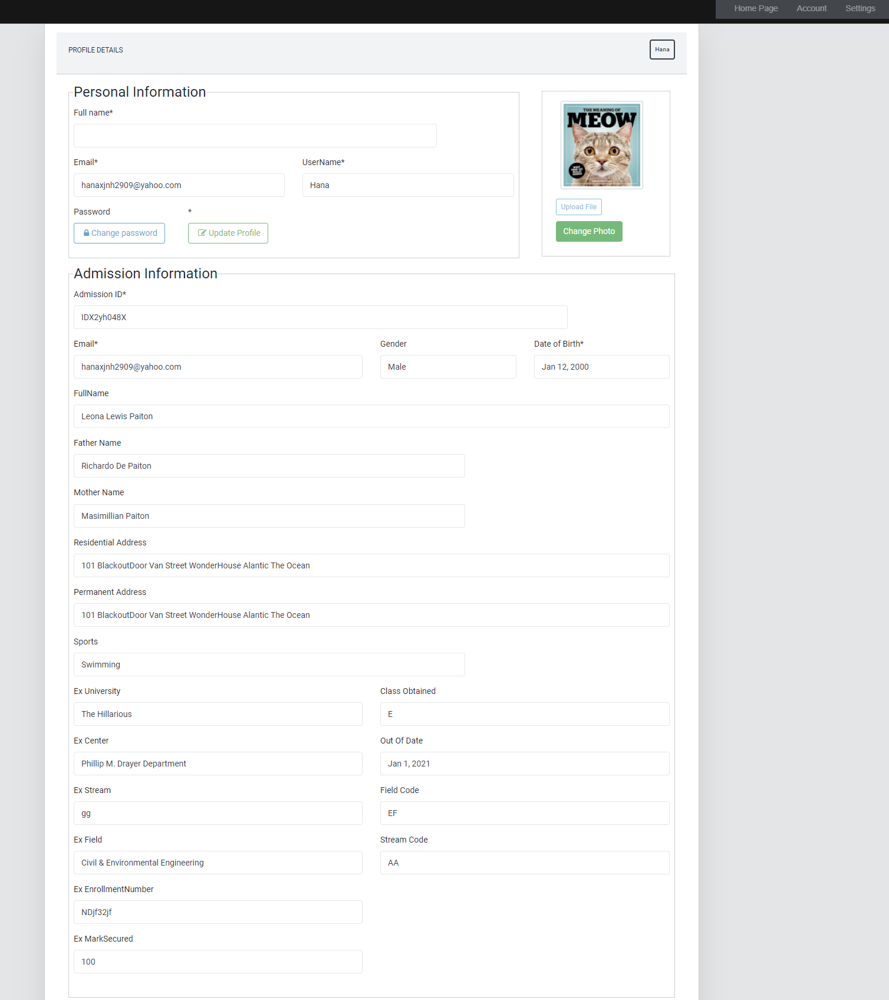 Home Page Account Settings
PROFILE DETAILS
Hana
Personal Information
Full name*
Email* UserName*
hanaxjnh2909@yahoo.com Hana
Password *
Change password Update Profile
THE MEANING OF
MEOW
WHAT
YOUR CAT
REALLY
THINKS!
Upload File
Change Photo
Admission Information
Admission ID*
IDX2yh048X
Email* Gender Date of Birth*
hanaxjnh2909@yahoo.com Male Jan 12, 2000
FullName
Leona Lewis Paiton
Father Name
Richardo De Paiton
Mother Name
Masimillian Paiton
Residential Address
101 BlackoutDoor Van Street WonderHouse Alantic The Ocean
Permanent Address
101 BlackoutDoor Van Street WonderHouse Alantic The Ocean
Sports
Swimming
Ex University Class Obtained
The Hillarious E
Ex Center Out Of Date
Phillip M. Drayer Department Jan 1, 2021
Ex Stream Field Code
gg EF
Ex Field Stream Code
Civil & Environmental Engineering AA
Ex EnrollmentNumber
NDjf32jf
Ex MarkSecured
100